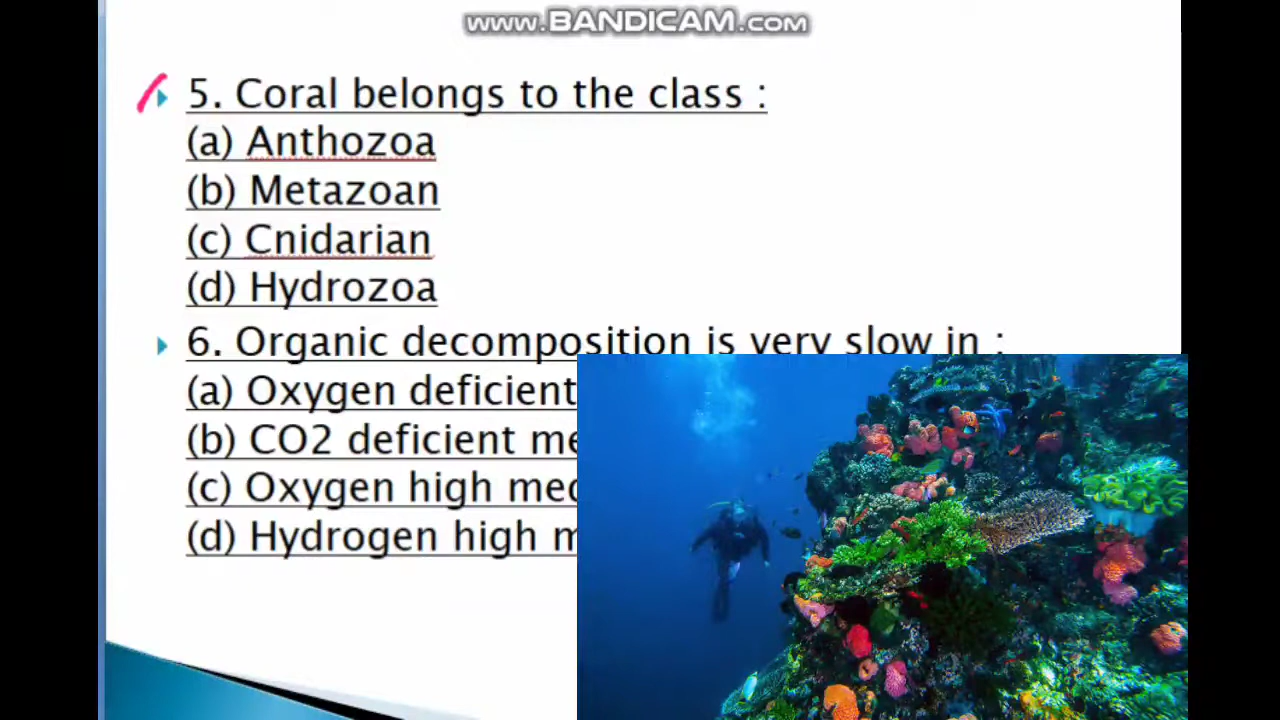 www.BANDICAM.com
5. Coral belongs to the class :
(a) Anthozoa
(b) Metazoan
(c) Cnidarian
(d) Hydrozoa
6. Organic decomposition is very slow in :
(a) Oxygen deficient
(b) CO2 deficient
(c) Oxygen high
(d) Hydrogen high